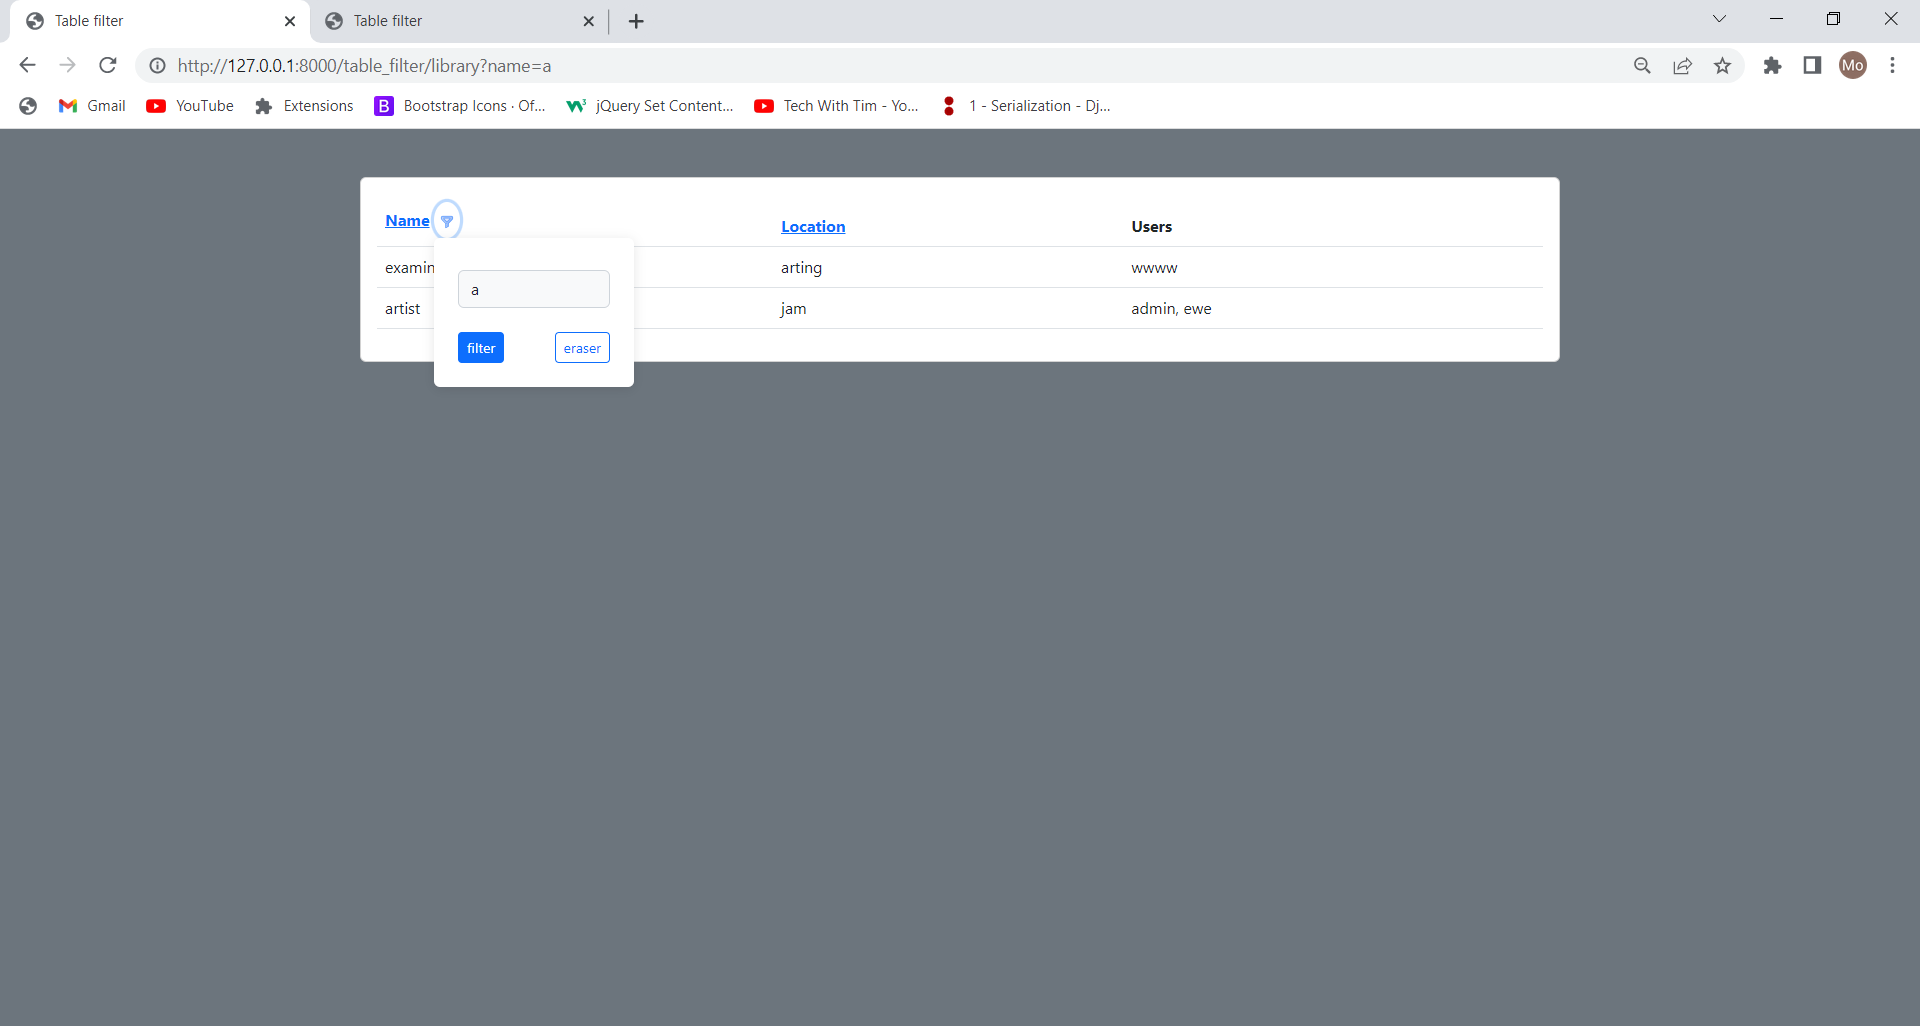 Table filter
Table filter
http://127.0.0.1:8000/table_filter/library?name=a
Mo
Gmail
YouTube
Extensions
B
Bootstrap Icons · Of...
jQuery Set Content...
Tech With Tim - Yo...
1 - Serialization - Dj...
Name
Location
Users
examin
arting
wwww
a
artist
jam
admin, ewe
filter
eraser